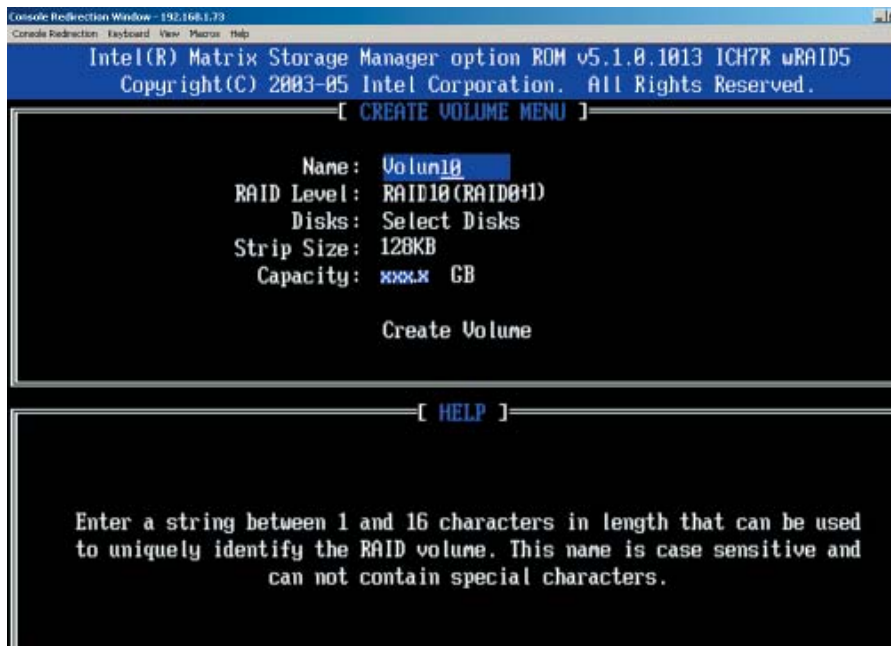 Console Redirection Window - 192.168.1.73
Console Redirection Keyboard View Macros Help
Intel(R) Matrix Storage Manager option ROM v5.1.0.1013 ICH7R wRAID5
Copyright(C) 2003-05 Intel Corporation. All Rights Reserved.
[ CREATE VOLUME MENU ]
Name: Volum10
RAID Level: RAID10(RAID0+1)
Disks: Select Disks
Strip Size: 128KB
Capacity: xxx.x GB
Create Volume
[ HELP ]
Enter a string between 1 and 16 characters in length that can be used
to uniquely identify the RAID volume. This name is case sensitive and
can not contain special characters.